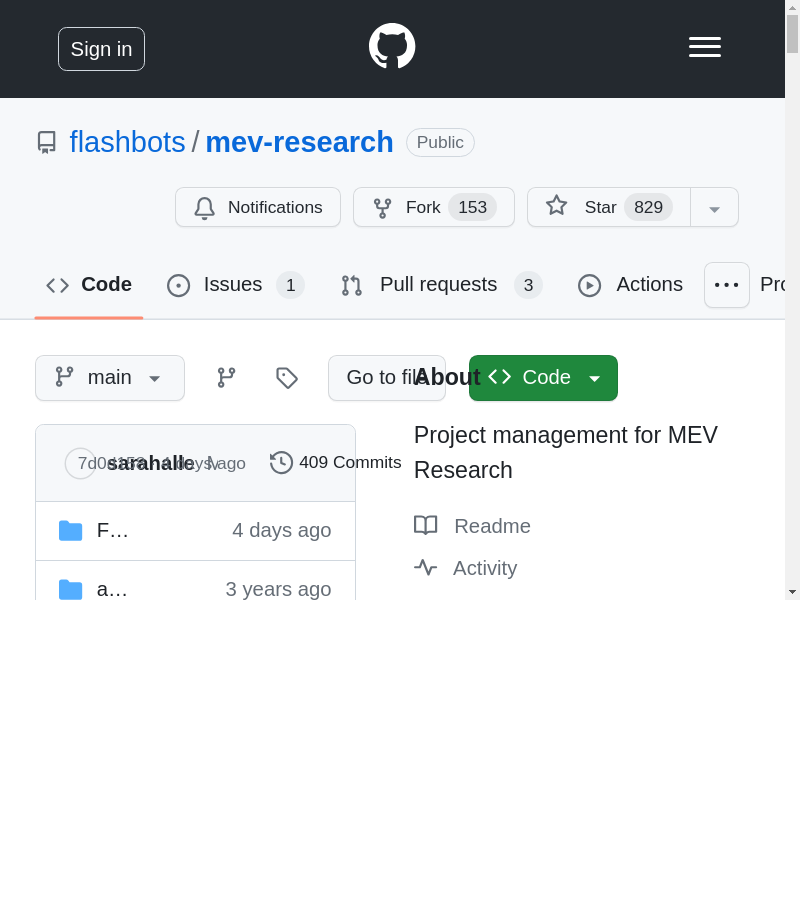 Sign in
flashbots / mev-research Public
Notifications Fork 153 Star 829
Code Issues 1 Pull requests 3 Actions Pro
main Go to file Code
About
sarahalle 7d0d158 · 4 days ago 409 Commits
Project management for MEV
Research
F… 4 days ago
Readme
Activity
a… 3 years ago